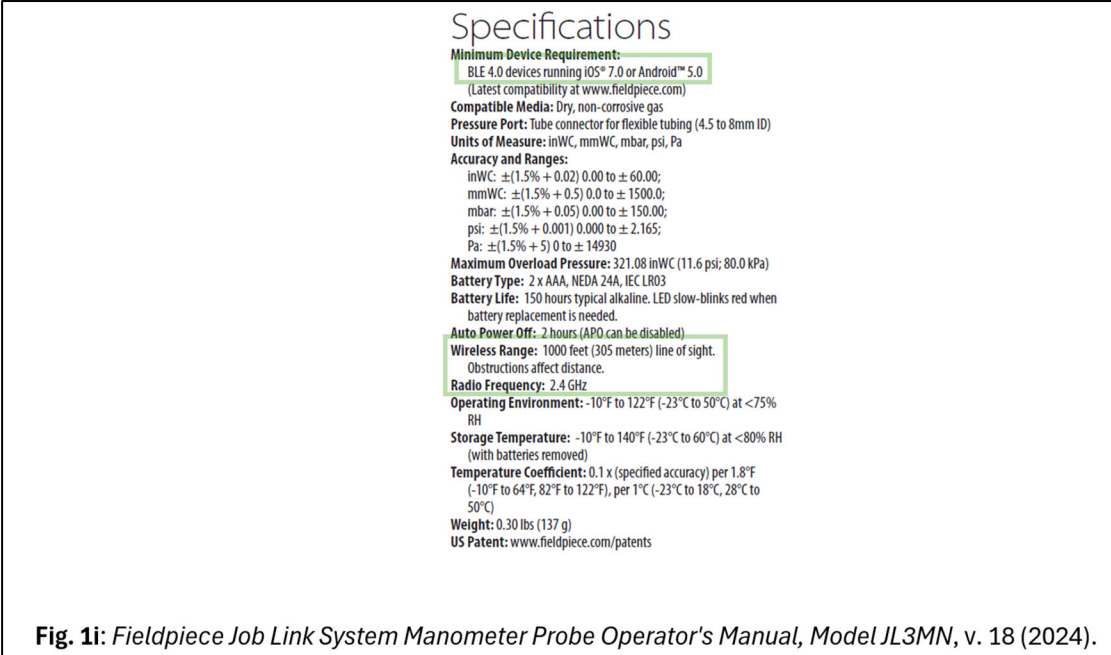 Specifications
Minimum Device Requirement:
BLE 4.0 devices running iOS® 7.0 or Android™ 5.0
(Latest compatibility at www.fieldpiece.com)
Compatible Media: Dry, non-corrosive gas
Pressure Port: Tube connector for flexible tubing (4.5 to 8mm ID)
Units of Measure: inWC, mmWC, mbar, psi, Pa
Accuracy and Ranges:
inWC: ±(1.5% + 0.02) 0.00 to ± 60.00;
mmWC: ±(1.5% + 0.5) 0.0 to ± 1500.0;
mbar: ±(1.5% + 0.05) 0.00 to ± 150.00;
psi: ±(1.5% + 0.001) 0.000 to ± 2.165;
Pa: ±(1.5% + 5) 0 to ± 14930
Maximum Overload Pressure: 321.08 inWC (11.6 psi; 80.0 kPa)
Battery Type: 2 x AAA, NEDA 24A, IEC LR03
Battery Life: 150 hours typical alkaline. LED slow-blinks red when
battery replacement is needed.
Auto Power Off: 2 hours (APO can be disabled)
Wireless Range: 1000 feet (305 meters) line of sight.
Obstructions affect distance.
Radio Frequency: 2.4 GHz
Operating Environment: -10°F to 122°F (-23°C to 50°C) at <75%
RH
Storage Temperature: -10°F to 140°F (-23°C to 60°C) at <80% RH
(with batteries removed)
Temperature Coefficient: 0.1 x (specified accuracy) per 1.8°F
(-10°F to 64°F, 82°F to 122°F), per 1°C (-23°C to 18°C, 28°C to
50°C)
Weight: 0.30 lbs (137 g)
US Patent: www.fieldpiece.com/patents
Fig. 1i: Fieldpiece Job Link System Manometer Probe Operator's Manual, Model JL3MN, v. 18 (2024).